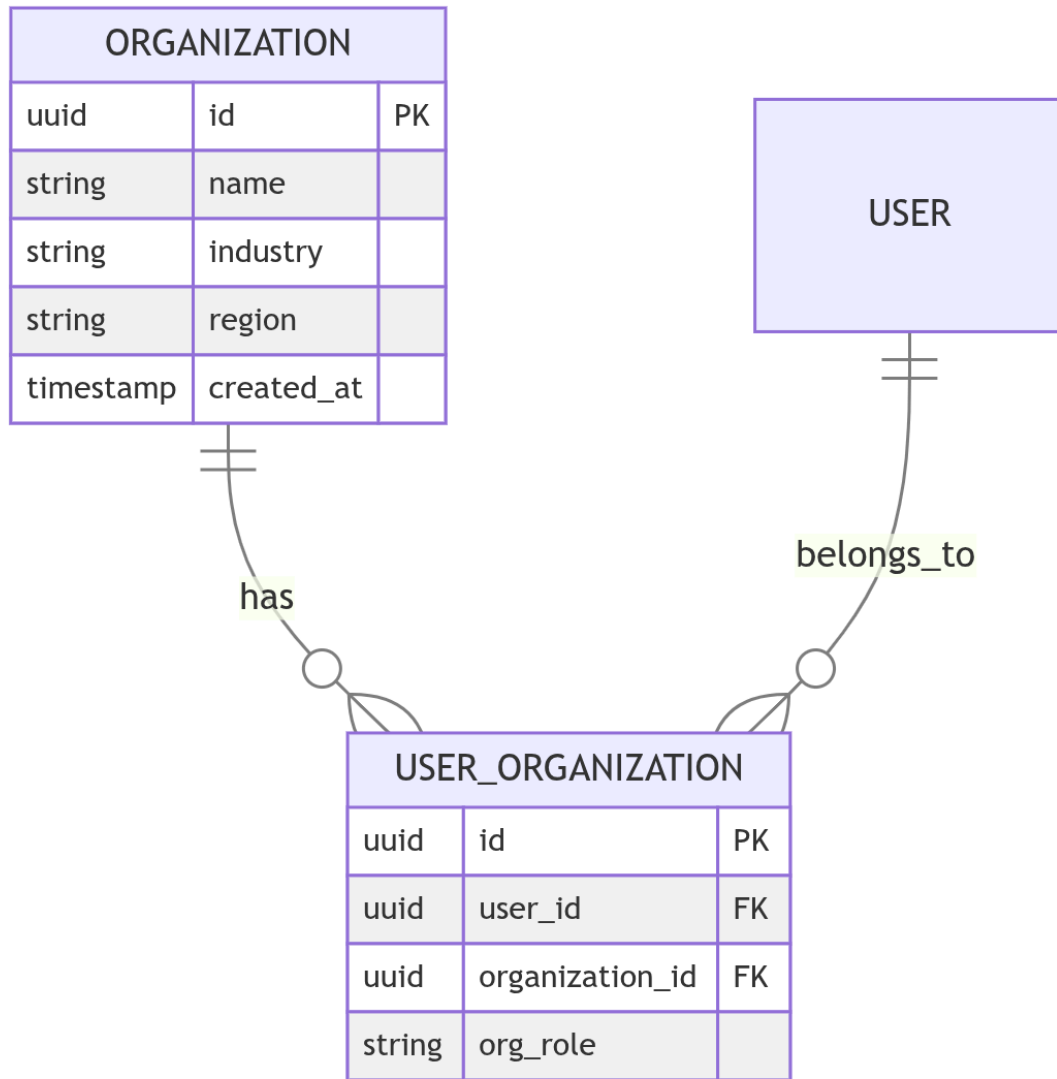 ORGANIZATION
uuid id PK
string name
string industry
string region
timestamp created_at
USER
has
belongs_to
USER_ORGANIZATION
uuid id PK
uuid user_id FK
uuid organization_id FK
string org_role